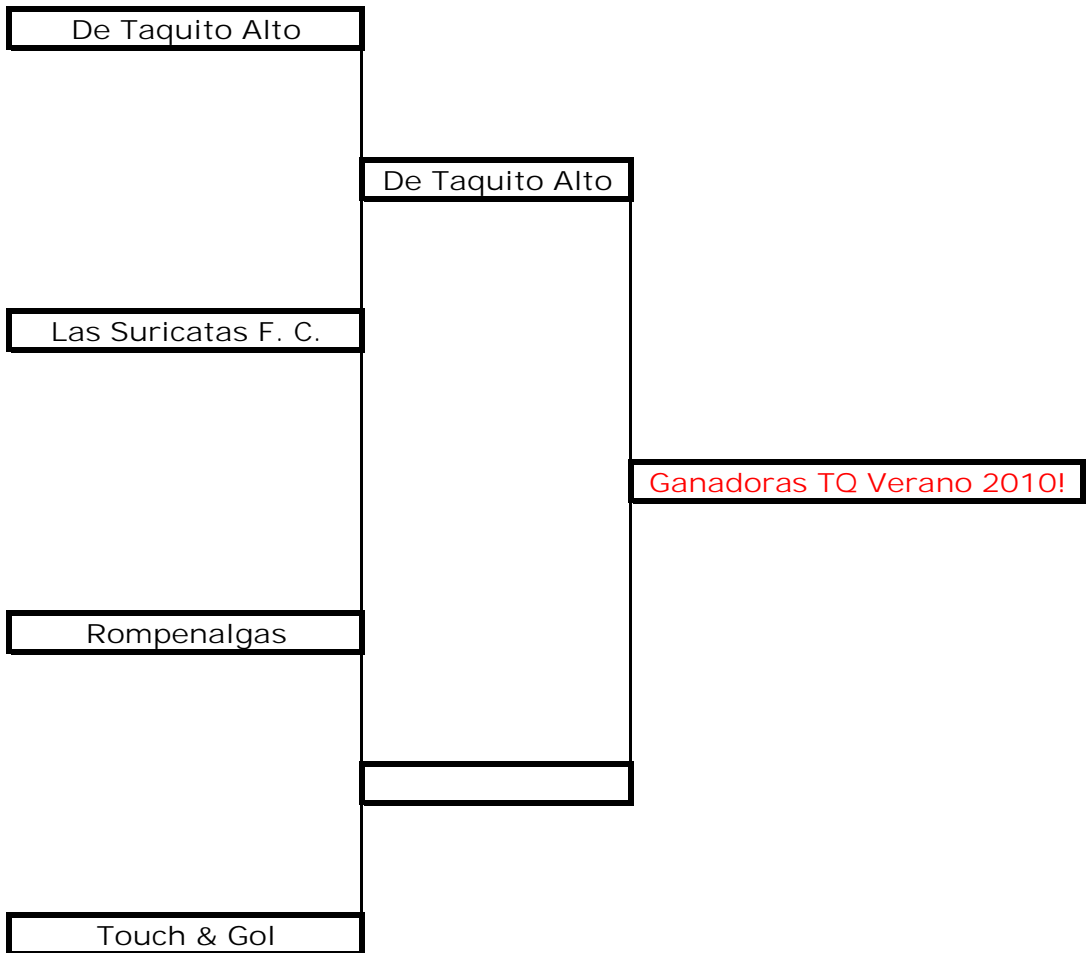 De Taquito Alto
De Taquito Alto
Las Suricatas F. C.
Ganadoras TQ Verano 2010!
Rompenalgas
Touch & Gol